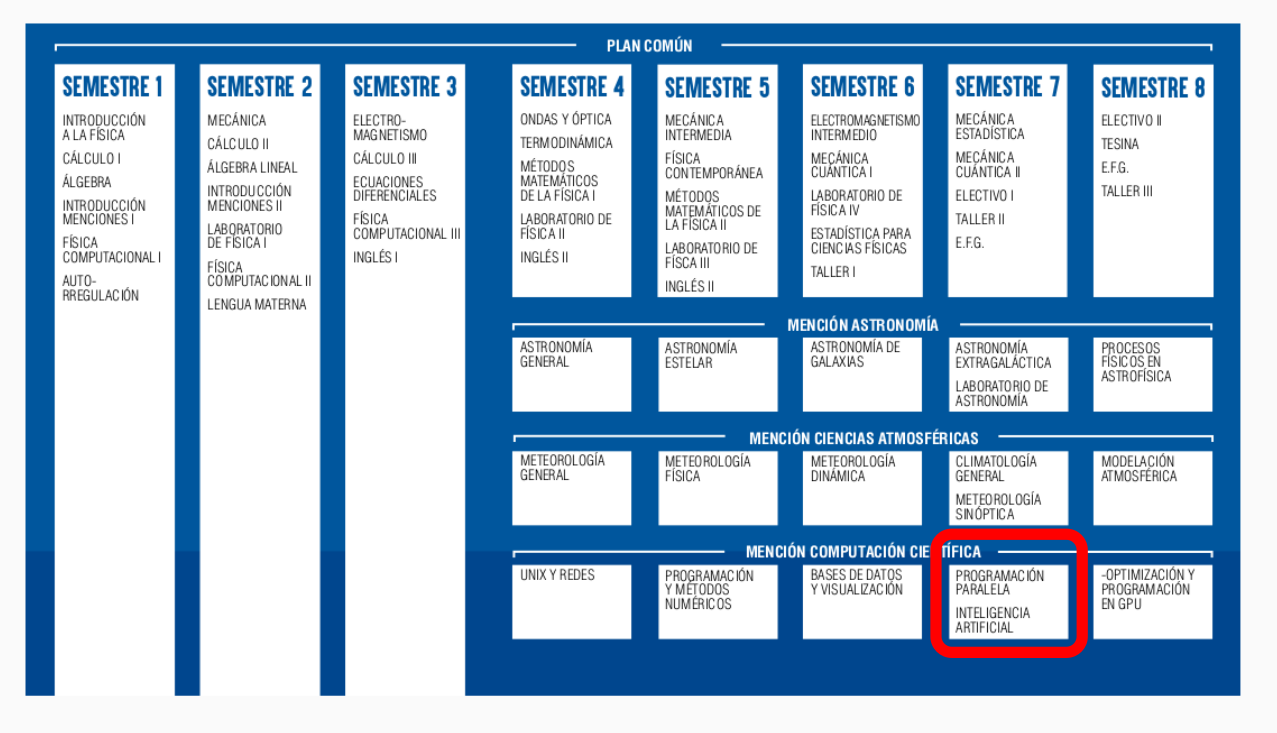 PLAN COMÚN
SEMESTRE 1
INTRODUCCIÓN
A LA FÍSICA
CÁLCULO I
ÁLGEBRA
INTRODUCCIÓN
MENCIONES I
FÍSICA
COMPUTACIONAL I
AUTO-
RREGULACIÓN
SEMESTRE 2
MECÁNICA
CÁLCULO II
ÁLGEBRA LINEAL
INTRODUCCIÓN
MENCIONES II
LABORATORIO
DE FÍSICA I
FÍSICA
COMPUTACIONAL II
LENGUA MATERNA
SEMESTRE 3
ELECTRO-
MAGNETISMO
CÁLCULO III
ECUACIONES
DIFERENCIALES
FÍSICA
COMPUTACIONAL III
INGLÉS I
SEMESTRE 4
ONDAS Y ÓPTICA
TERMODINÁMICA
MÉTODOS
MATEMÁTICOS
DE LA FÍSICA I
LABORATORIO DE
FÍSICA II
INGLÉS II
SEMESTRE 5
MECÁNICA
INTERMEDIA
FÍSICA
CONTEMPORÁNEA
MÉTODOS
MATEMÁTICOS DE
LA FÍSICA II
LABORATORIO DE
FÍSCA III
INGLÉS II
SEMESTRE 6
ELECTROMAGNETISMO
INTERMEDIO
MECÁNICA
CUÁNTICA I
LABORATORIO DE
FÍSICA IV
ESTADÍSTICA PARA
CIENCIAS FÍSICAS
TALLER I
SEMESTRE 7
MECÁNICA
ESTADÍSTICA
MECÁNICA
CUÁNTICA II
ELECTIVO I
TALLER II
E.F.G.
SEMESTRE 8
ELECTIVO II
TESINA
E.F.G.
TALLER III
MENCIÓN ASTRONOMÍA
ASTRONOMÍA
GENERAL
ASTRONOMÍA
ESTELAR
ASTRONOMÍA DE
GALAXIAS
ASTRONOMÍA
EXTRAGALÁCTICA
LABORATORIO DE
ASTRONOMÍA
PROCESOS
FÍSICOS EN
ASTROFÍSICA
MENCIÓN CIENCIAS ATMOSFÉRICAS
METEOROLOGÍA
GENERAL
METEOROLOGÍA
FÍSICA
METEOROLOGÍA
DINÁMICA
CLIMATOLOGÍA
GENERAL
METEOROLOGÍA
SINÓPTICA
MODELACIÓN
ATMOSFÉRICA
MENCIÓN COMPUTACIÓN CIENTÍFICA
UNIX Y REDES
PROGRAMACIÓN
Y MÉTODOS
NUMÉRICOS
BASES DE DATOS
Y VISUALIZACIÓN
PROGRAMACIÓN
PARALELA
INTELIGENCIA
ARTIFICIAL
-OPTIMIZACIÓN Y
PROGRAMACIÓN
EN GPU